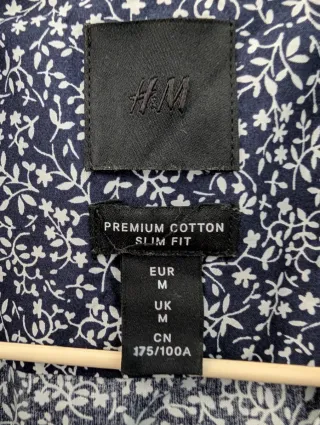 H&M
PREMIUM COTTON
SLIM FIT
EUR
M
UK
M
CN
175/100A